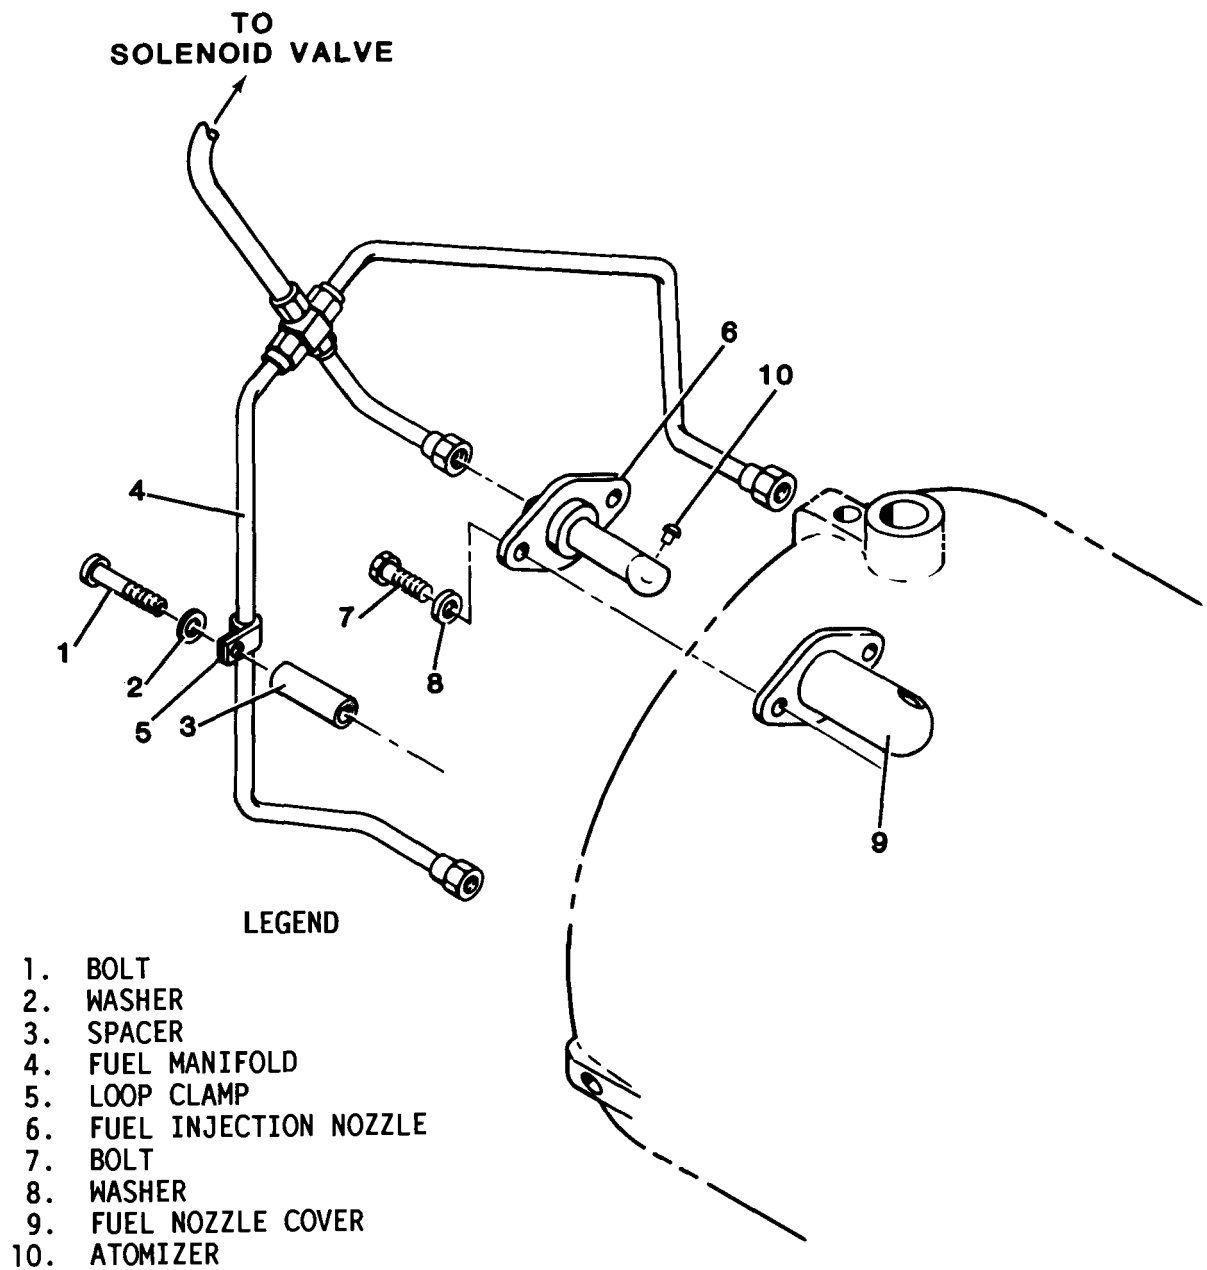 TO
SOLENOID VALVE
6
10
4
7
1
2
8
5
3
9
LEGEND
1. BOLT
2. WASHER
3. SPACER
4. FUEL MANIFOLD
5. LOOP CLAMP
6. FUEL INJECTION NOZZLE
7. BOLT
8. WASHER
9. FUEL NOZZLE COVER
10. ATOMIZER